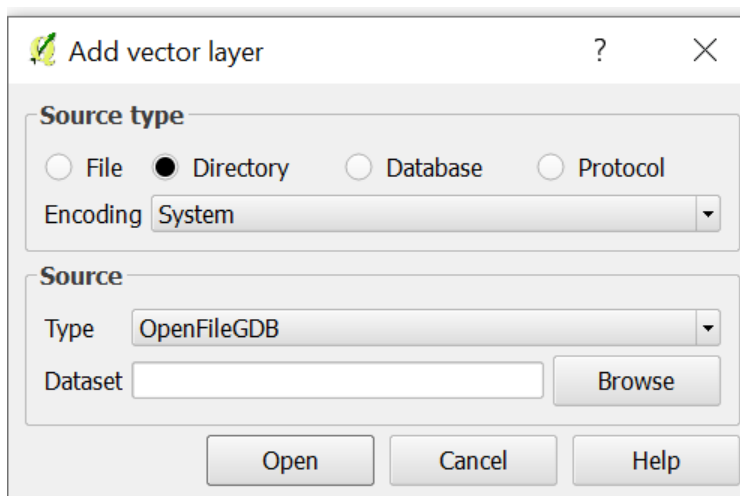 Add vector layer ?
Source type
File Directory Database Protocol
Encoding System
Source
Type OpenFileGDB
Dataset Browse
Open Cancel Help